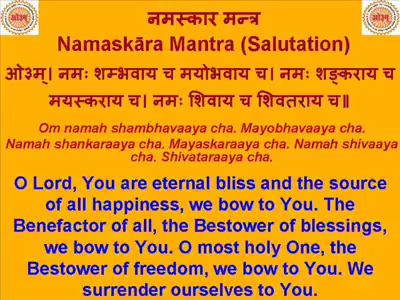 नमस्कार मन्त्र
Namaskāra Mantra (Salutation)
ओ३म्। नमः शम्भवाय च मयोभवाय च। नमः शङ्कराय च
मयस्कराय च। नमः शिवाय च शिवतराय च॥
Om namah shambhavaaya cha. Mayobhavaaya cha.
Namah shankaraaya cha. Mayaskaraaya cha. Namah shivaaya
cha. Shivataraaya cha.
O Lord, You are eternal bliss and the source
of all happiness, we bow to You. The
Benefactor of all, the Bestower of blessings,
we bow to You. O most holy One, the
Bestower of freedom, we bow to You. We
surrender ourselves to You.